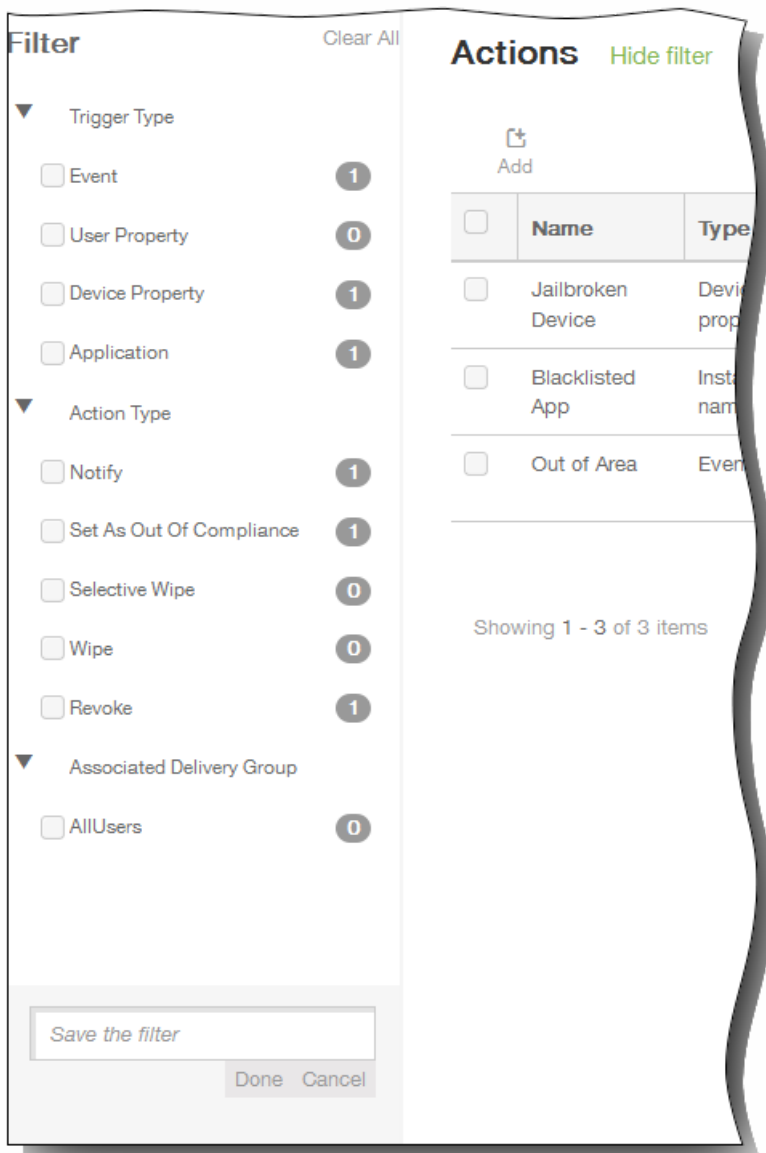 Filter
Clear All
Trigger Type
Event 1
User Property 0
Device Property 1
Application 1
Action Type
Notify 1
Set As Out Of Compliance 1
Selective Wipe 0
Wipe 0
Revoke 1
Associated Delivery Group
AllUsers 0
Save the filter
Done Cancel
Actions Hide filter
Add
Name Type
Jailbroken
Device
Blacklisted
App
Out of Area
Showing 1 - 3 of 3 items